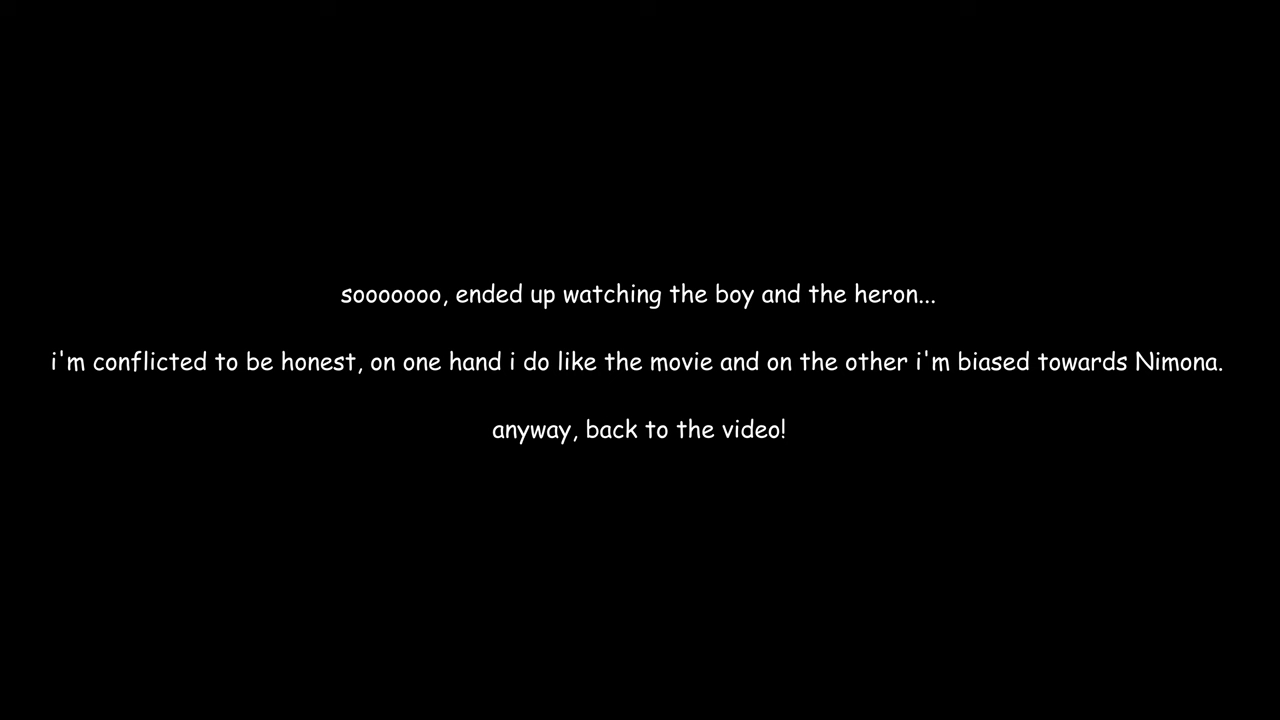 sooooooo, ended up watching the boy and the heron...
i'm conflicted to be honest, on one hand i do like the movie and on the other i'm biased towards Nimona.
anyway, back to the video!